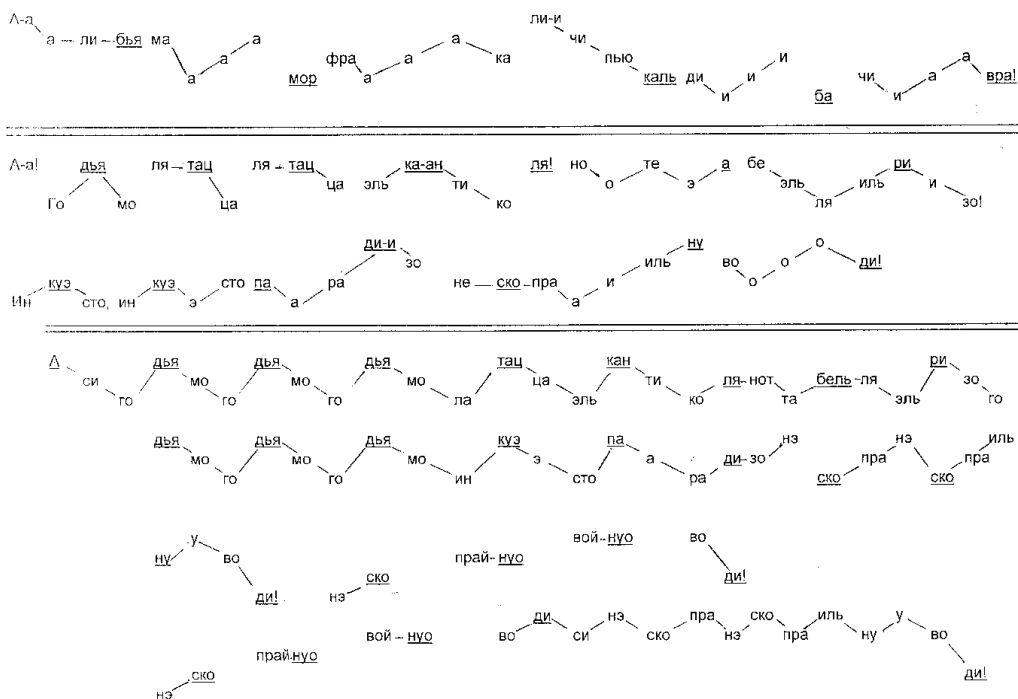 А-а а – ли – бья ма а а а мор фра а а а ка ли-и чи пью каль ди и и и ба чи и а а вра!
А-а! Го дья мо ля – тац ца ля – тац ца эль ка-ан ти ко ля! но о те э а бе эль ля иль ри и зо!
Ин куэ сто, ин куэ э сто па а ра ди-и зо не – ско – пра а и иль ну во о о о ди!
А си го дья мо го дья мо го дья мо ла тац ца эль кан ти ко ля-нот та бель-ля эль ри зо го
дья мо го дья мо го дья мо ин куэ э сто па а ра ди-зо нэ ско пра нэ ско пра иль
ну у во ди! нэ ско прай-нуо вой-нуо во ди!
нэ ско прай-нуо вой – нуо во ди си нэ ско пра нэ ско пра иль ну у во ди!